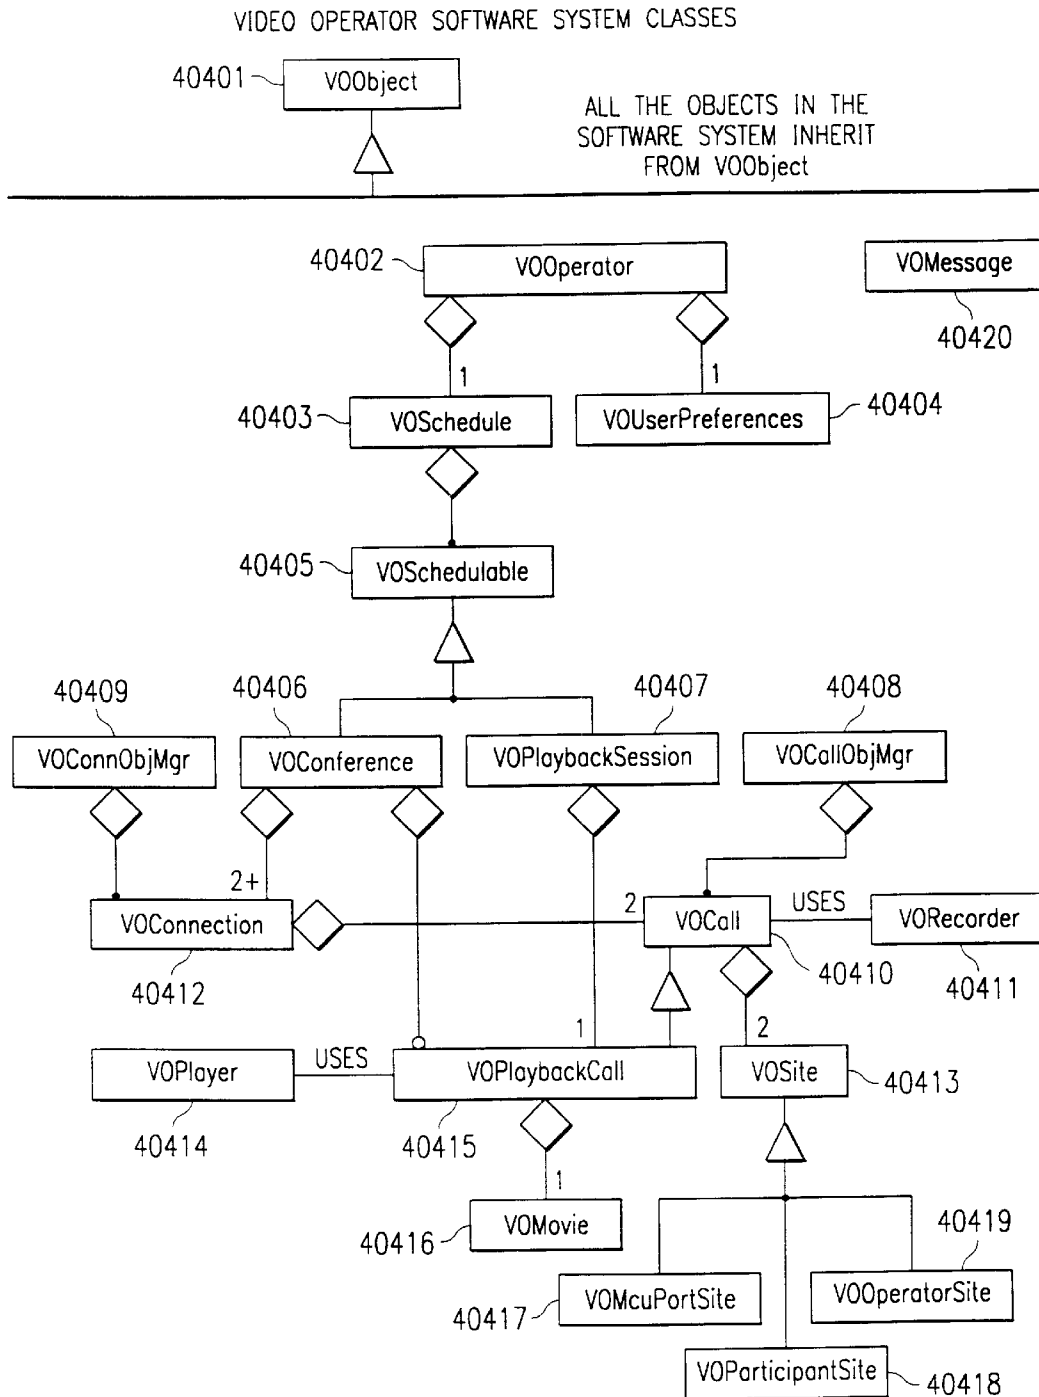 VIDEO OPERATOR SOFTWARE SYSTEM CLASSES
40401
VOObject
ALL THE OBJECTS IN THE
SOFTWARE SYSTEM INHERIT
FROM VOObject
40402
VOOperator
VOMessage
40420
1
1
40403
VOSchedule
VOUserPreferences
40404
40405
VOSchedulable
40409
40406
40407
40408
VOConnObjMgr
VOConference
VOPlaybackSession
VOCallObjMgr
2+
VOConnection
2
VOCall
USES
VORecorder
40412
40410
40411
1
2
VOPlayer
USES
VOPlaybackCall
VOSite
40413
40414
40415
1
40416
VOMovie
40419
40417
VOMcuPortSite
VOOperatorSite
VOParticipantSite
40418